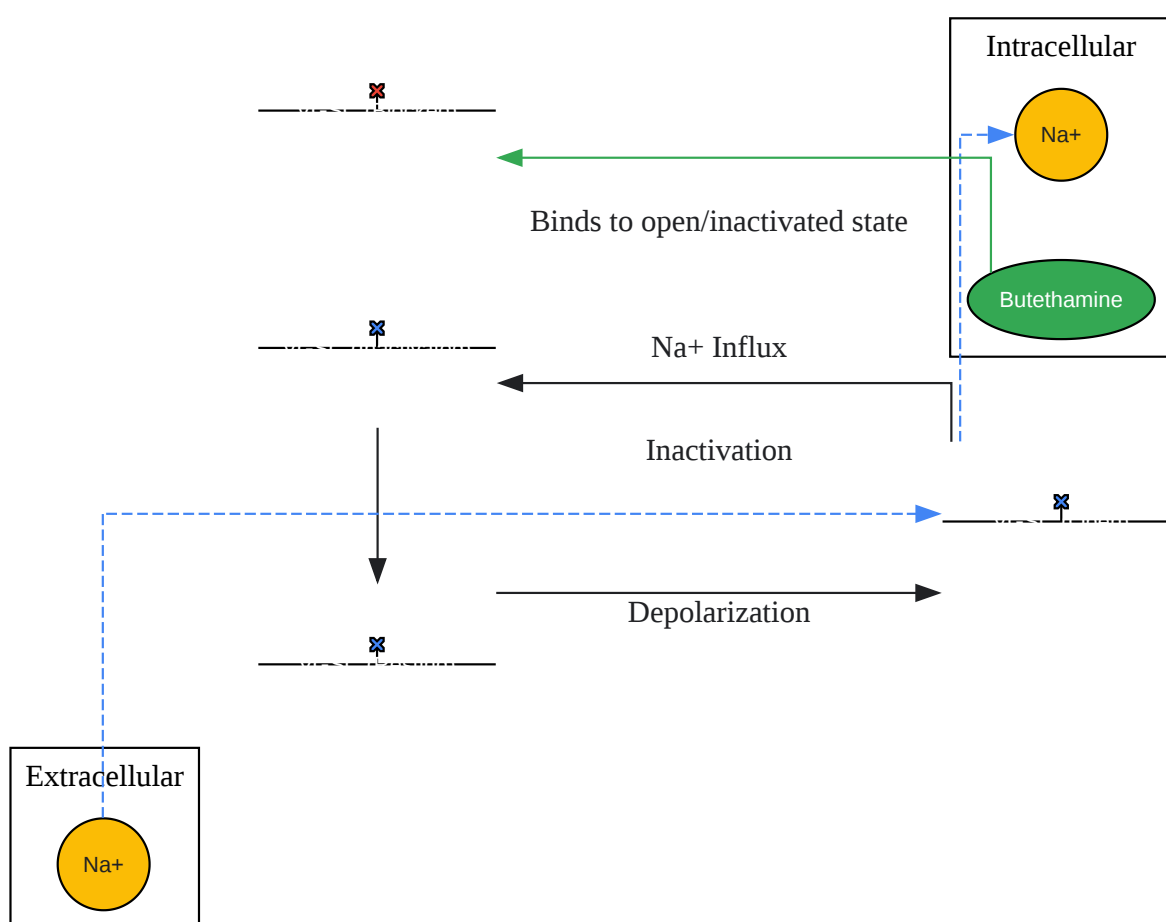 Intracellular
Na+
Binds to open/inactivated state
Butethamine
Na+ Influx
Inactivation
Depolarization
Extracellular
Na+